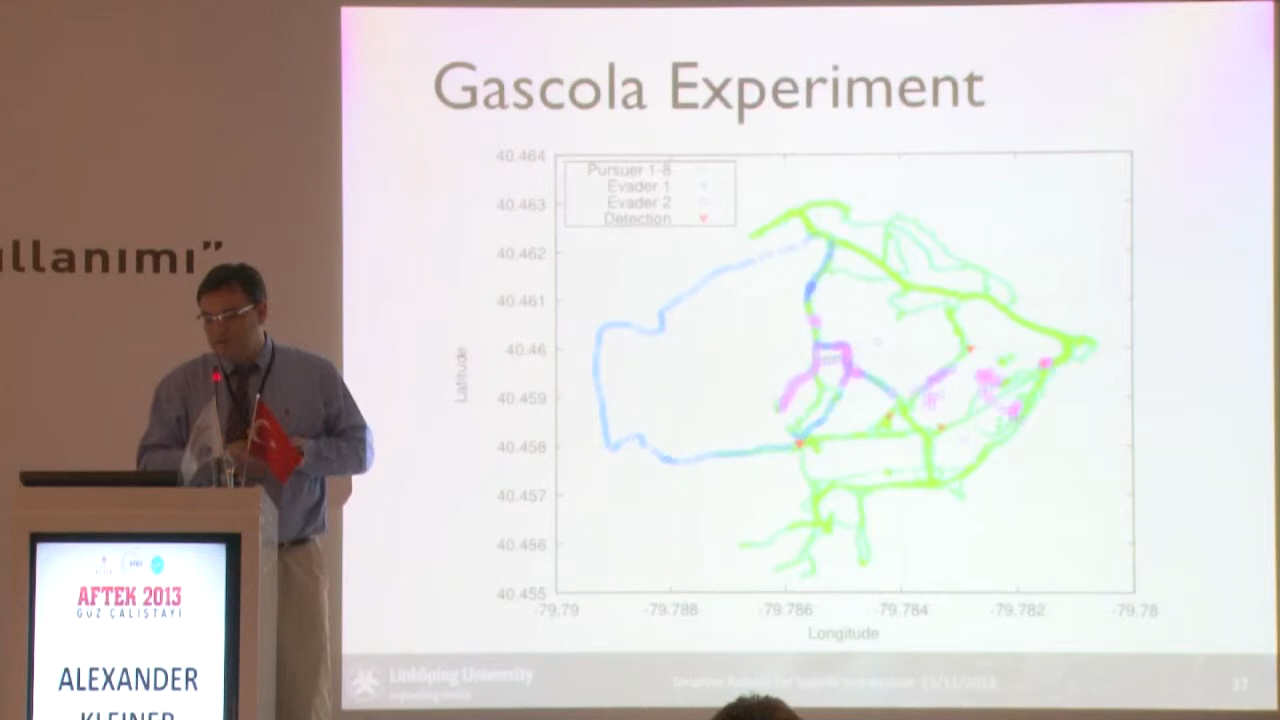 Gascola Experiment
40.464
Pursuer 1-8
Evader 1
Evader 2
Detection
40.463
40.462
40.461
40.46
40.459
40.458
40.457
40.456
40.455
Latitude
-79.79 -79.788 -79.786 -79.784 -79.782 -79.78
Longitude
Linköping University
37
ullanımı”
AFTEK 2013
GÜZ ÇALIŞTAYI
ALEXANDER
KLEINER